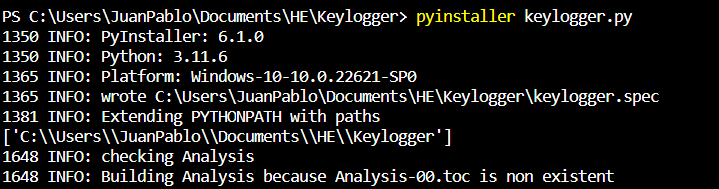 PS C:\Users\JuanPablo\Documents\HE\Keylogger> pyinstaller keylogger.py
1350 INFO: PyInstaller: 6.1.0
1350 INFO: Python: 3.11.6
1365 INFO: Platform: Windows-10-10.0.22621-SP0
1365 INFO: wrote C:\Users\JuanPablo\Documents\HE\Keylogger\keylogger.spec
1381 INFO: Extending PYTHONPATH with paths
['C:\\Users\\JuanPablo\\Documents\\HE\\Keylogger']
1648 INFO: checking Analysis
1648 INFO: Building Analysis because Analysis-00.toc is non existent